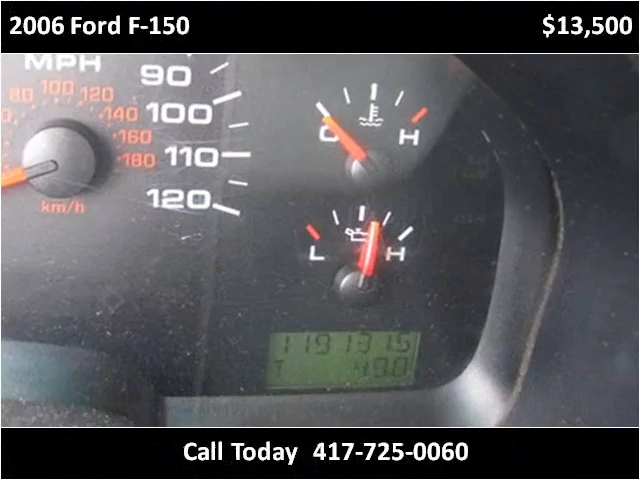 2006 Ford F-150 $13,500
MPH
90
80 100 120
100
140
160
110
180
120
km/h
C H
L H
119131.5
T 40.0
Call Today 417-725-0060